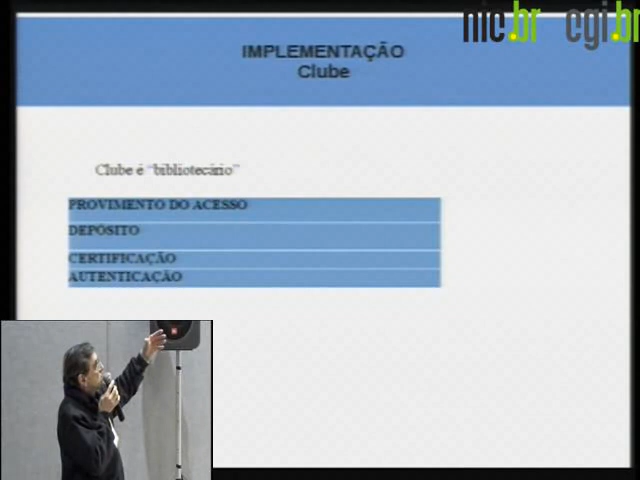 nic.br cgi.br
IMPLEMENTAÇÃO
Clube
Clube é "bibliotecário"
PROVIMENTO DO ACESSO
DEPÓSITO
CERTIFICAÇÃO
AUTENTICAÇÃO